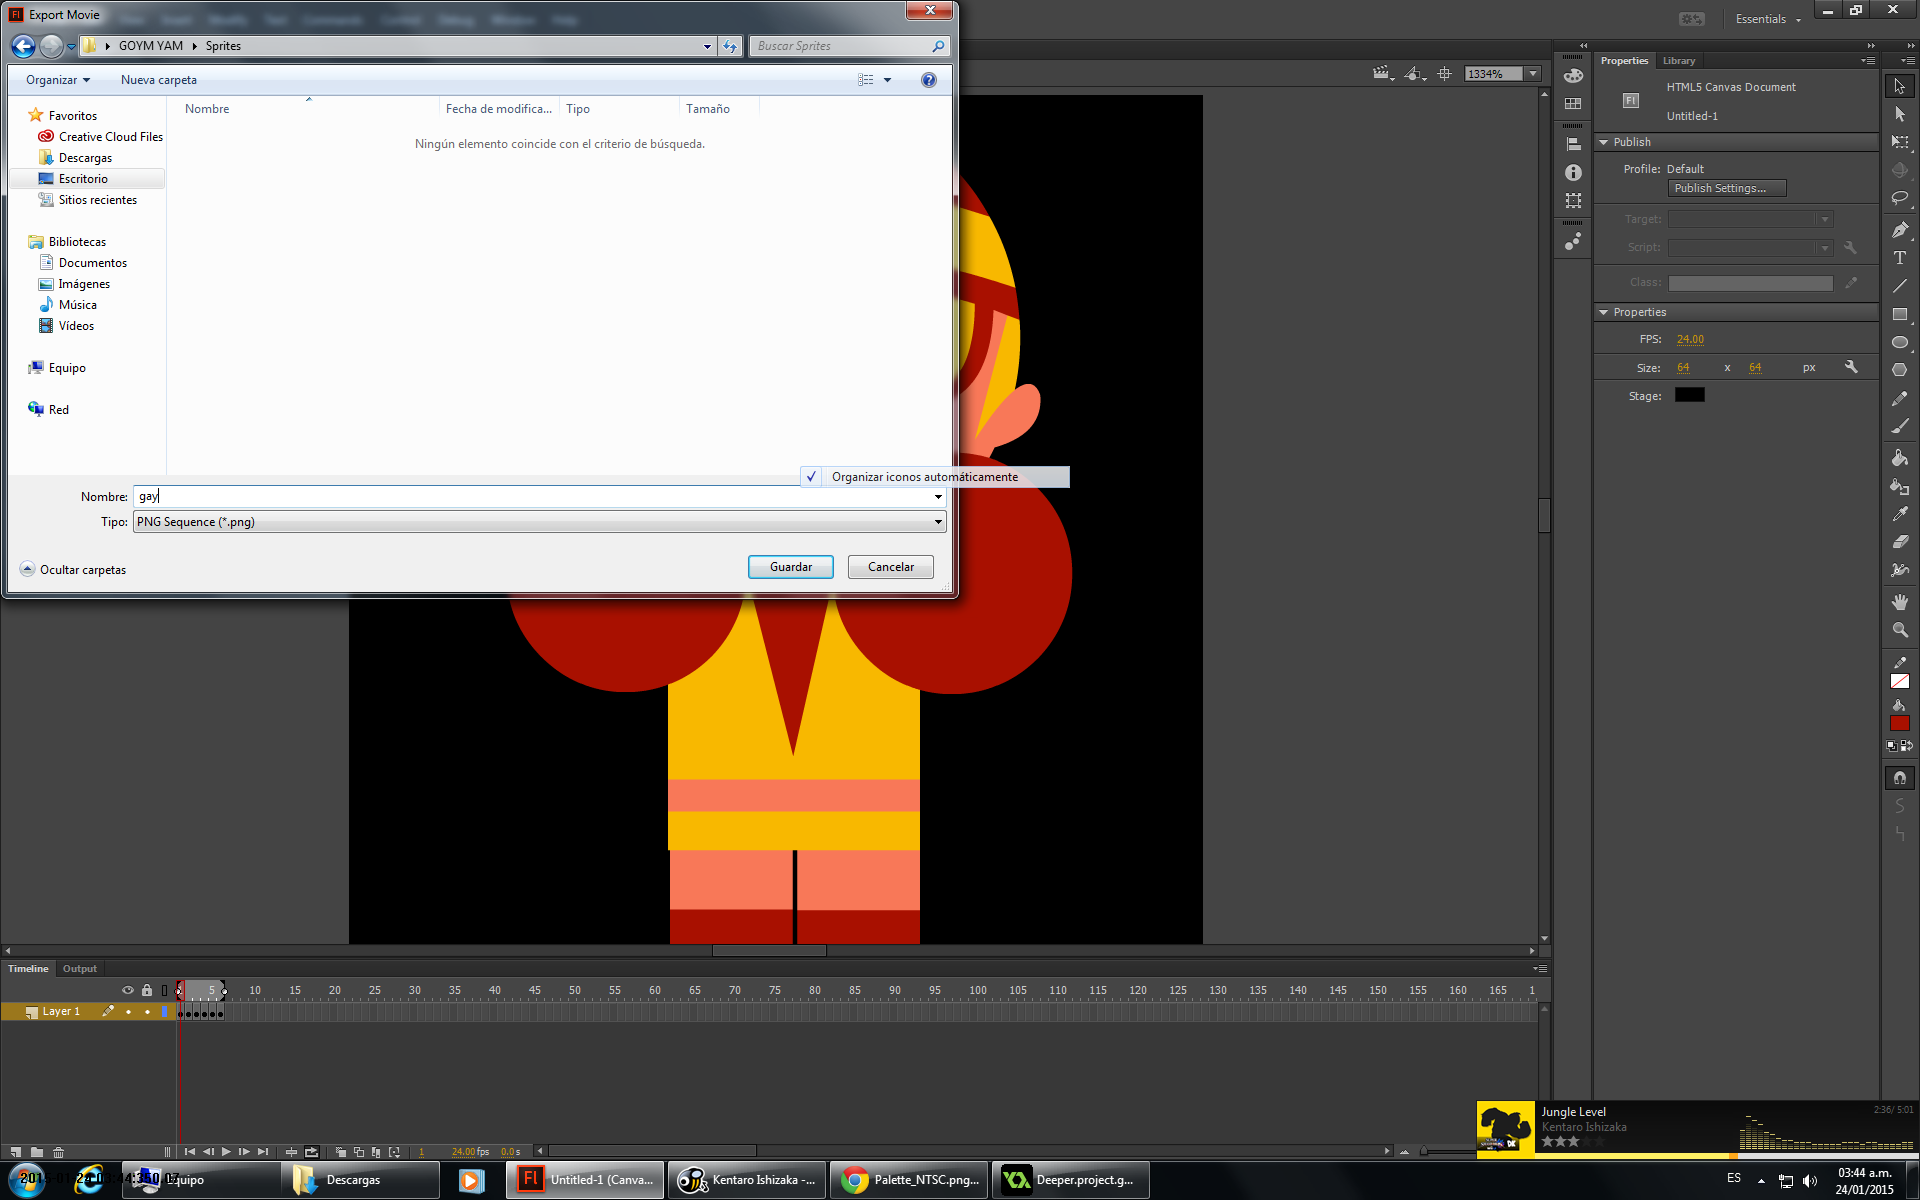 Export Movie
GOYM YAM Sprites
Buscar Sprites
Organizar
Nueva carpeta
Nombre
Fecha de modifica...
Tipo
Tamaño
Ningún elemento coincide con el criterio de búsqueda.
Favoritos
Creative Cloud Files
Descargas
Escritorio
Sitios recientes
Bibliotecas
Documentos
Imágenes
Música
Vídeos
Equipo
Red
Organizar iconos automáticamente
Nombre: gay
Tipo: PNG Sequence (*.png)
Ocultar carpetas
Guardar
Cancelar
Essentials
1334%
Properties
Library
HTML5 Canvas Document
Untitled-1
Publish
Profile: Default
Publish Settings...
Target:
Script:
Class:
Properties
FPS: 24.00
Size: 64 x 64 px
Stage:
Timeline
Output
5 10 15 20 25 30 35 40 45 50 55 60 65 70 75 80 85 90 95 100 105 110 115 120 125 130 135 140 145 150 155 160 165 1
Layer 1
1 24.00 fps 0.0 s
Jungle Level
Kentaro Ishizaka
2:36/ 5:01
Equipo
Descargas
Untitled-1 (Canva...
Kentaro Ishizaka -...
Palette_NTSC.png...
Deeper.project.g...
ES
03:44 a.m.
24/01/2015